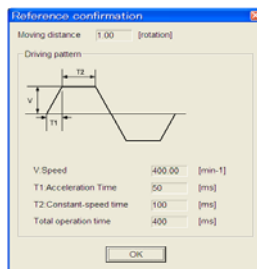 Reference confirmation
Moving distance 1.00 [rotation]
Driving pattern
T2
V
T1
V:Speed 400.00 [min-1]
T1:Acceleration Time 50 [ms]
T2:Constant-speed time 100 [ms]
Total operation time 400 [ms]
OK